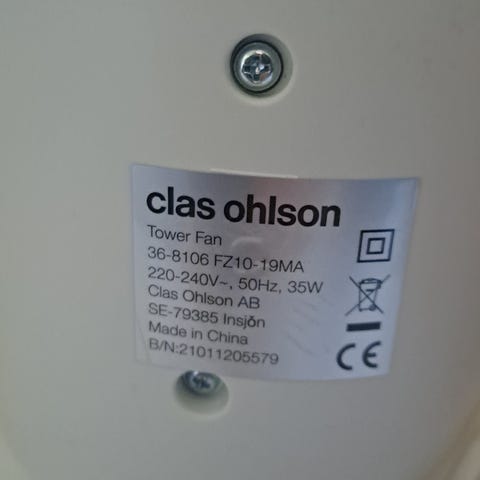 clas ohlson
Tower Fan
36-8106 FZ10-19MA
220-240V~, 50Hz, 35W
Clas Ohlson AB
SE-79385 Insjőn
Made in China
B/N:21011205579
CE